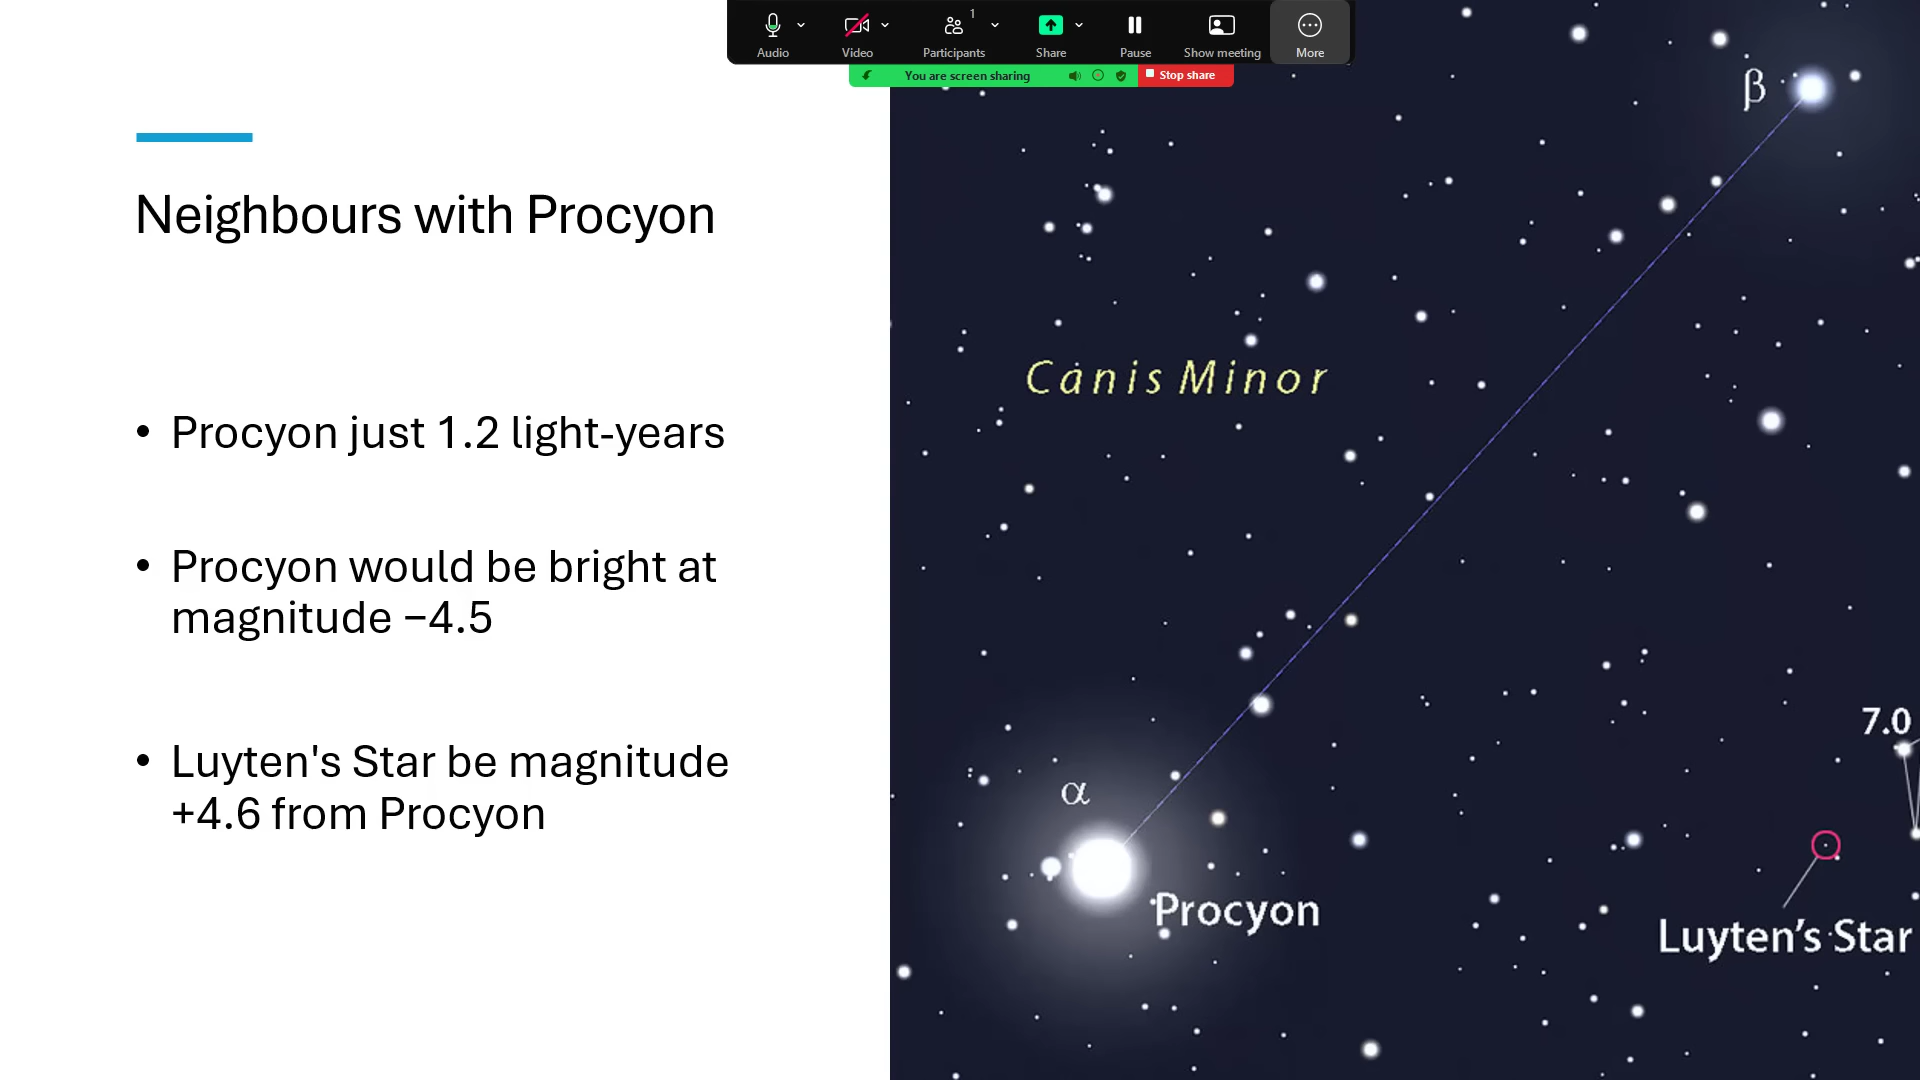 1
Audio
Video
Participants
Share
Pause
Show meeting
More
You are screen sharing
Stop share
Neighbours with Procyon
• Procyon just 1.2 light-years
• Procyon would be bright at
magnitude −4.5
• Luyten's Star be magnitude
+4.6 from Procyon
β
Canis Minor
7.0
α
Procyon
Luyten’s Star